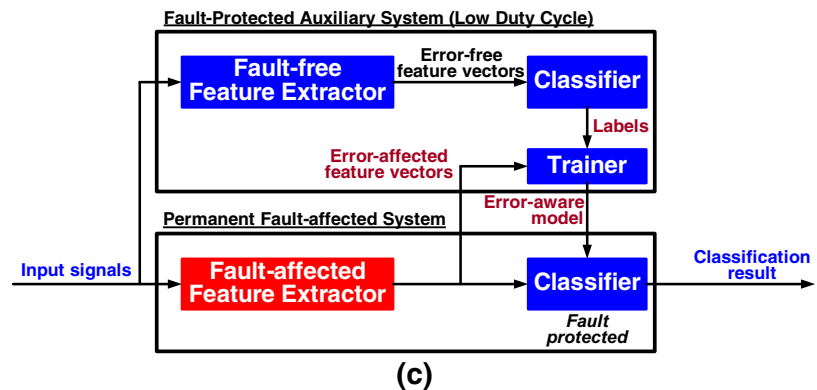 Fault-Protected Auxiliary System (Low Duty Cycle)
Fault-free
Feature Extractor
Error-free
feature vectors
Classifier
Labels
Error-affected
feature vectors
Trainer
Error-aware
model
Permanent Fault-affected System
Input signals
Fault-affected
Feature Extractor
Classifier
Fault
protected
Classification
result
(c)